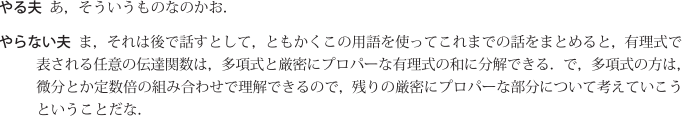 やる夫 あ，そういうものなのかお．
やらない夫 ま，それは後で話すとして，ともかくこの用語を使ってこれまでの話をまとめると，有理式で
表される任意の伝達関数は，多項式と厳密にプロパーな有理式の和に分解できる．で，多項式の方は，
微分とか定数倍の組み合わせで理解できるので，残りの厳密にプロパーな部分について考えていこう
ということだな．